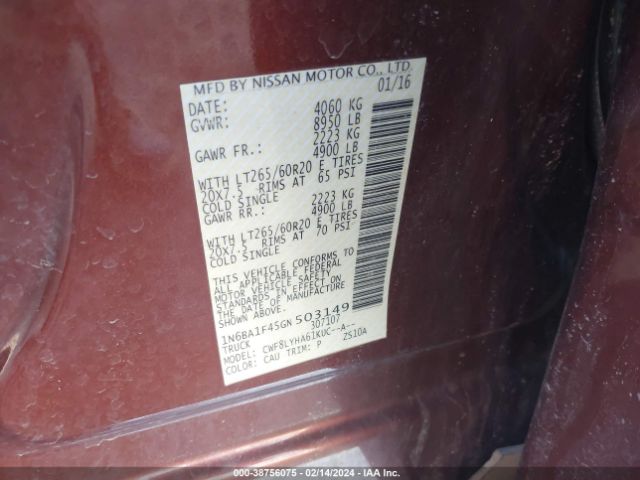 MFD BY NISSAN MOTOR CO., LTD.
DATE: 01/16
GVWR: 4060 KG
8950 LB
GAWR FR.: 2223 KG
4900 LB
WITH LT265/60R20 E TIRES
20X7.5 RIMS AT 65 PSI
COLD SINGLE
GAWR RR.: 2223 KG
4900 LB
WITH LT265/60R20 E TIRES
20X7.5 RIMS AT 70 PSI
COLD SINGLE
THIS VEHICLE CONFORMS TO
ALL APPLICABLE FEDERAL
MOTOR VEHICLE SAFETY
STANDARDS IN EFFECT ON
THE DATE OF MANUFACTURE
1N6BA1F45GN503149
TRUCK 307107
MODEL: CWF8LYHA61KUC--A--
COLOR: CAU TRIM: P ZS10A
000-38756075 - 02/14/2024 - IAA Inc.